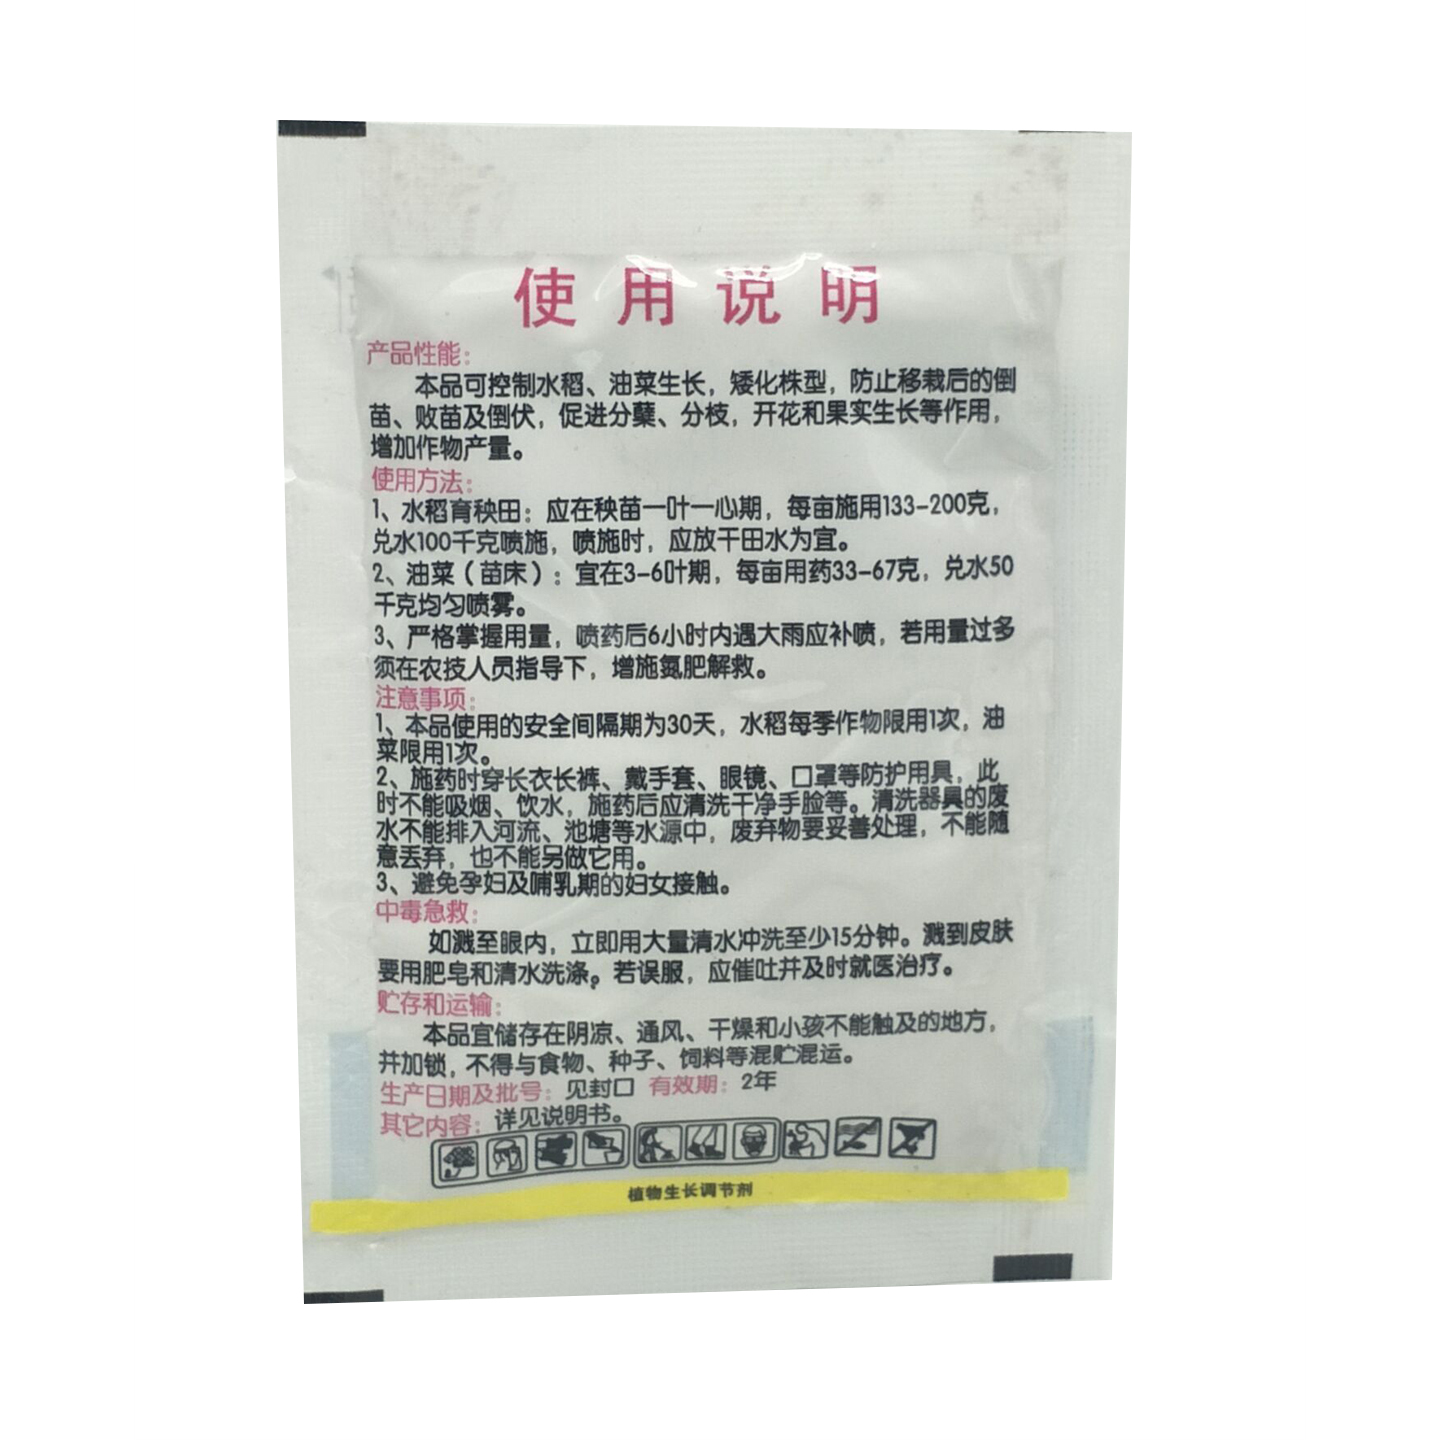 使用说明
产品性能：
本品可控制水稻、油菜生长，矮化株型，防止移栽后的倒
苗、败苗及倒伏，促进分蘖、分枝，开花和果实生长等作用，
增加作物产量。
使用方法：
1、水稻育秧田：应在秧苗一叶一心期，每亩施用133-200克，
兑水100千克喷施，喷施时，应放干田水为宜。
2、油菜（苗床）：宜在3-6叶期，每亩用药33-67克，兑水50
千克均匀喷雾。
3、严格掌握用量，喷药后6小时内遇大雨应补喷，若用量过多
须在农技人员指导下，增施氮肥解救。
注意事项：
1、本品使用的安全间隔期为30天，水稻每季作物限用1次，油
菜限用1次。
2、施药时穿长衣长裤、戴手套、眼镜、口罩等防护用具，此
时不能吸烟、饮水，施药后应清洗干净手脸等。清洗器具的废
水不能排入河流、池塘等水源中，废弃物要妥善处理，不能随
意丢弃，也不能另做它用。
3、避免孕妇及哺乳期的妇女接触。
中毒急救：
如溅至眼内，立即用大量清水冲洗至少15分钟。溅到皮肤
要用肥皂和清水洗涤。若误服，应催吐并及时就医治疗。
贮存和运输：
本品宜储存在阴凉、通风、干燥和小孩不能触及的地方，
并加锁，不得与食物、种子、饲料等混贮混运。
生产日期及批号：见封口 有效期：2年
其它内容：详见说明书。
植物生长调节剂